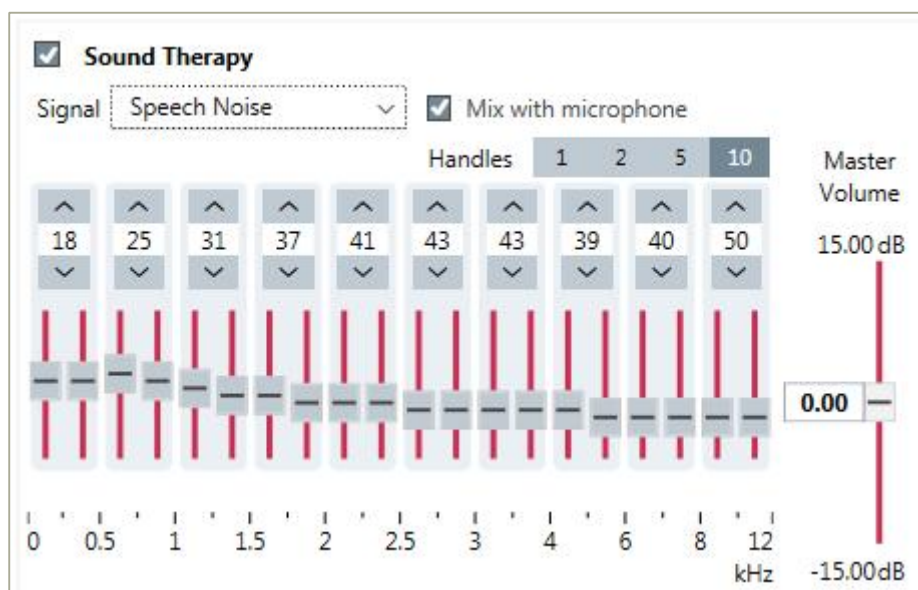 Sound Therapy
Signal Speech Noise Mix with microphone
Handles 1 2 5 10
Master
Volume
18 25 31 37 41 43 43 39 40 50
15.00 dB
0.00
0 0.5 1 1.5 2 2.5 3 4 6 8 12
kHz
-15.00 dB